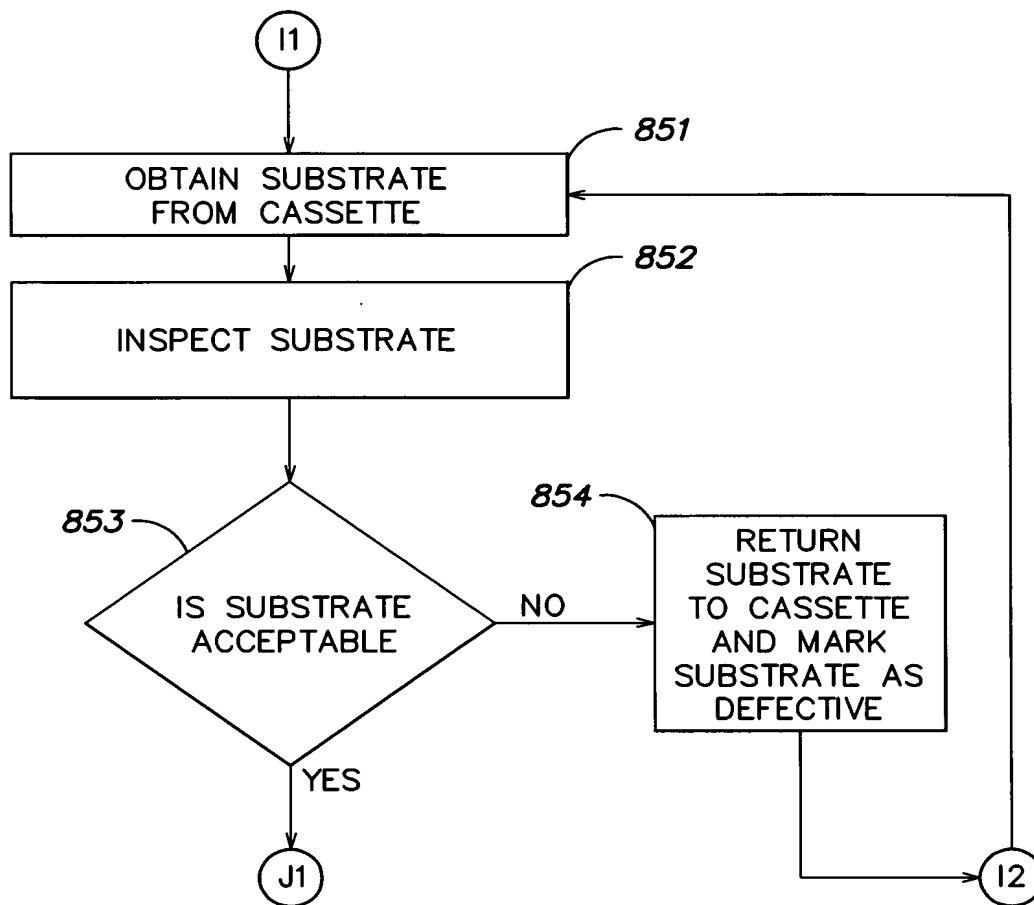 I1
851
OBTAIN SUBSTRATE
FROM CASSETTE
852
INSPECT SUBSTRATE
853
IS SUBSTRATE
ACCEPTABLE
NO
854
RETURN
SUBSTRATE
TO CASSETTE
AND MARK
SUBSTRATE AS
DEFECTIVE
YES
J1
I2